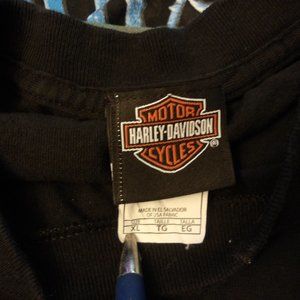 MOTOR
HARLEY-DAVIDSON
CYCLES
®
MADE IN EL SALVADOR
OF USA FABRIC
SIZE TAILLE TALLA
XL TG EG